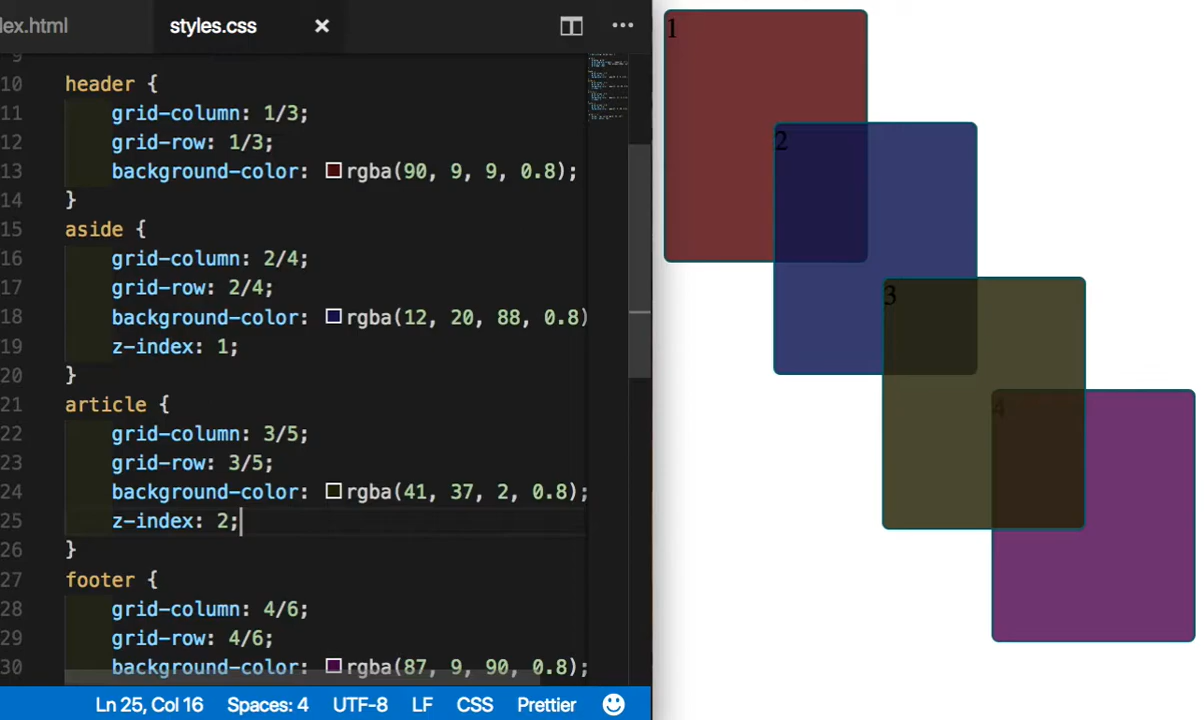 ex.html
styles.css
9
10 header {
11 grid-column: 1/3;
12 grid-row: 1/3;
13 background-color: rgba(90, 9, 9, 0.8);
14 }
15 aside {
16 grid-column: 2/4;
17 grid-row: 2/4;
18 background-color: rgba(12, 20, 88, 0.8)
19 z-index: 1;
20 }
21 article {
22 grid-column: 3/5;
23 grid-row: 3/5;
24 background-color: rgba(41, 37, 2, 0.8);
25 z-index: 2;
26 }
27 footer {
28 grid-column: 4/6;
29 grid-row: 4/6;
30 background-color: rgba(87, 9, 90, 0.8);
Ln 25, Col 16 Spaces: 4 UTF-8 LF CSS Prettier
1
2
3
4